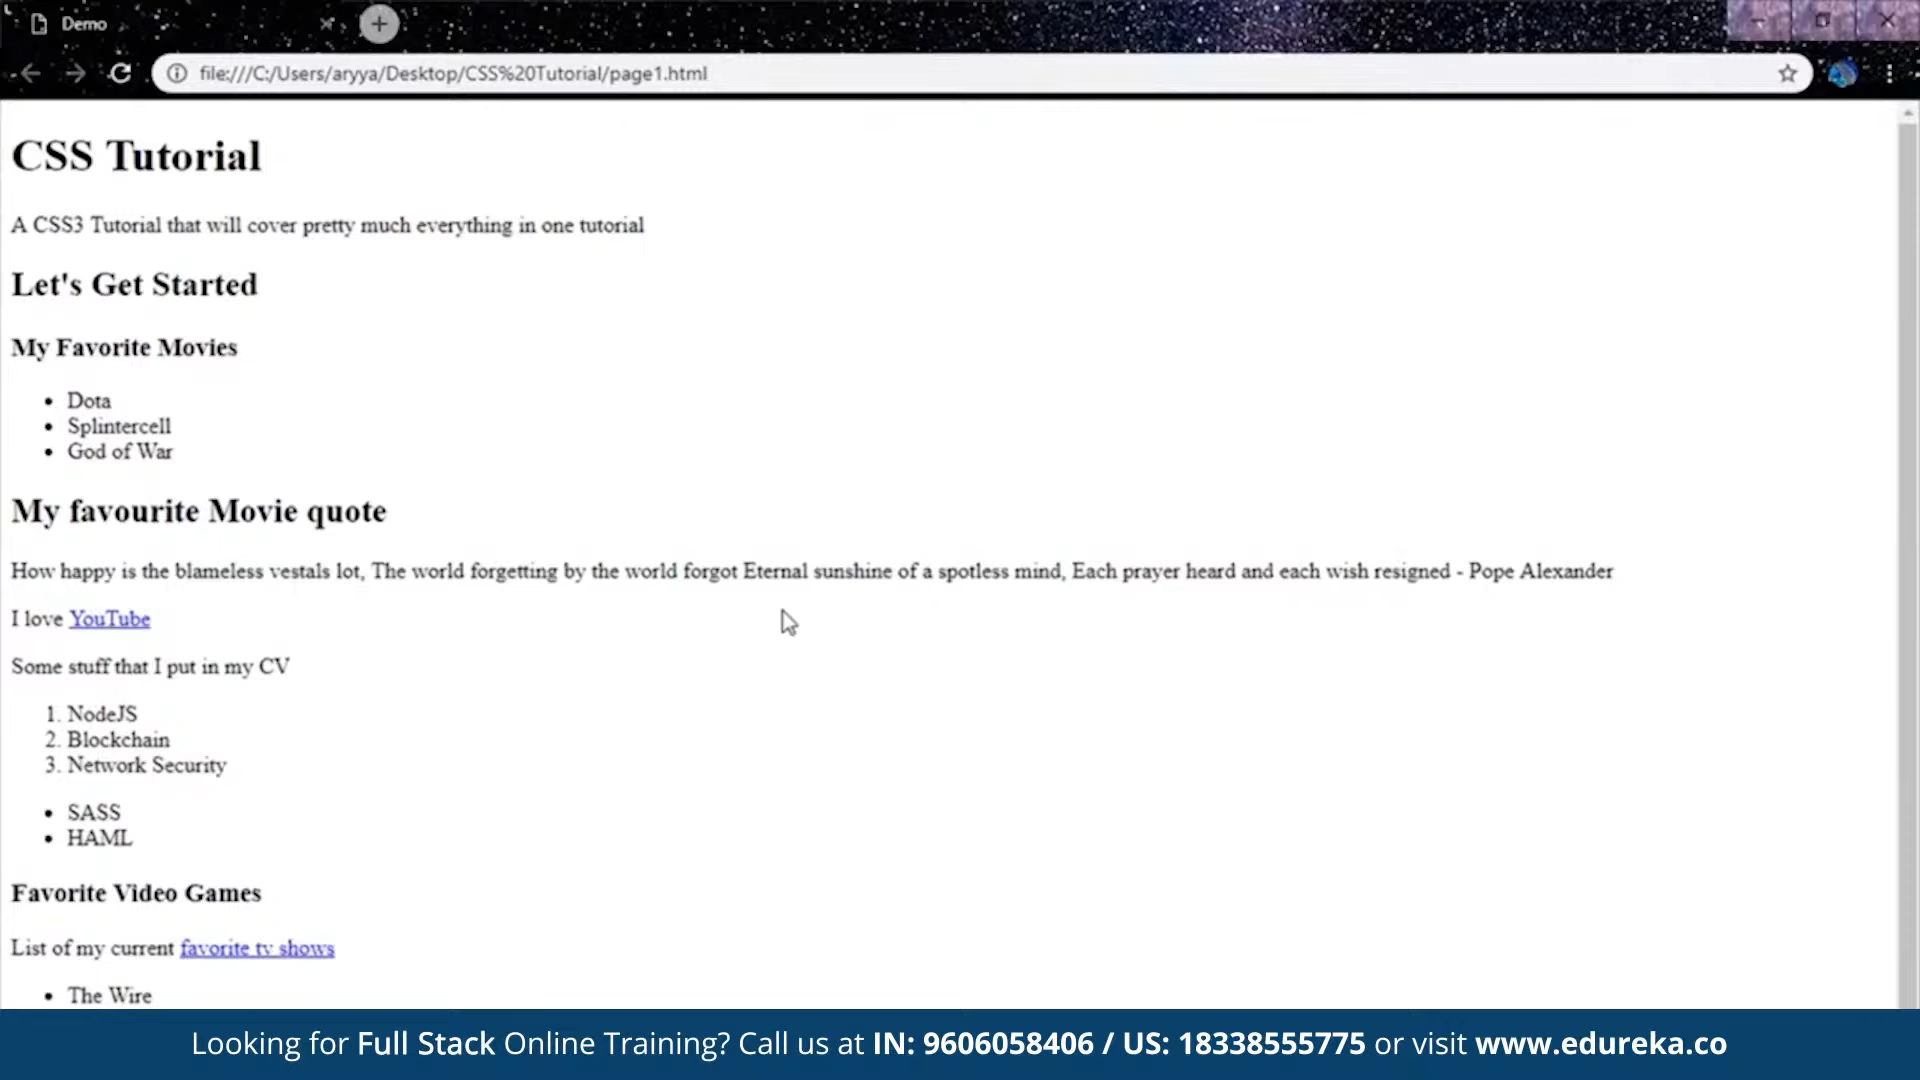 Demo
file:///C:/Users/aryya/Desktop/CSS%20Tutorial/page1.html
CSS Tutorial
A CSS3 Tutorial that will cover pretty much everything in one tutorial
Let's Get Started
My Favorite Movies
• Dota
• Splintercell
• God of War
My favourite Movie quote
How happy is the blameless vestals lot, The world forgetting by the world forgot Eternal sunshine of a spotless mind, Each prayer heard and each wish resigned - Pope Alexander
I love YouTube
Some stuff that I put in my CV
1. NodeJS
2. Blockchain
3. Network Security
• SASS
• HAML
Favorite Video Games
List of my current favorite tv shows
• The Wire
Looking for Full Stack Online Training? Call us at IN: 9606058406 / US: 18338555775 or visit www.edureka.co